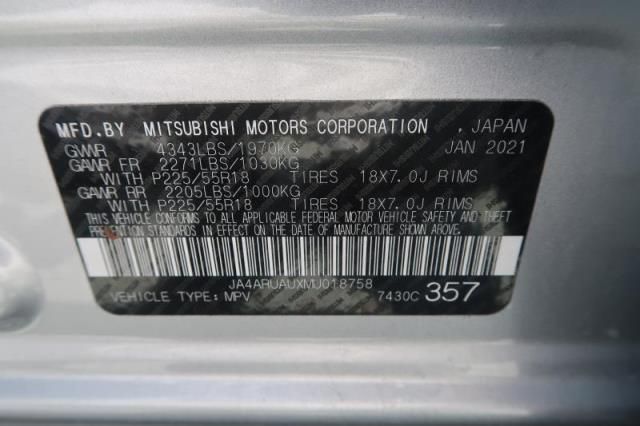 MFD.BY MITSUBISHI MOTORS CORPORATION , JAPAN
GVWR 4343LBS/1970KG JAN 2021
GAWR FR 2271LBS/1030KG
WITH P225/55R18 TIRES 18X7.0J RIMS
GAWR RR 2205LBS/1000KG
WITH P225/55R18 TIRES 18X7.0J RIMS
THIS VEHICLE CONFORMS TO ALL APPLICABLE FEDERAL MOTOR VEHICLE SAFETY AND THEFT
PREVENTION STANDARDS IN EFFECT ON THE DATE OF MANUFACTURE SHOWN ABOVE.
JA4ARUAUXMU018758
VEHICLE TYPE: MPV 7430C 357